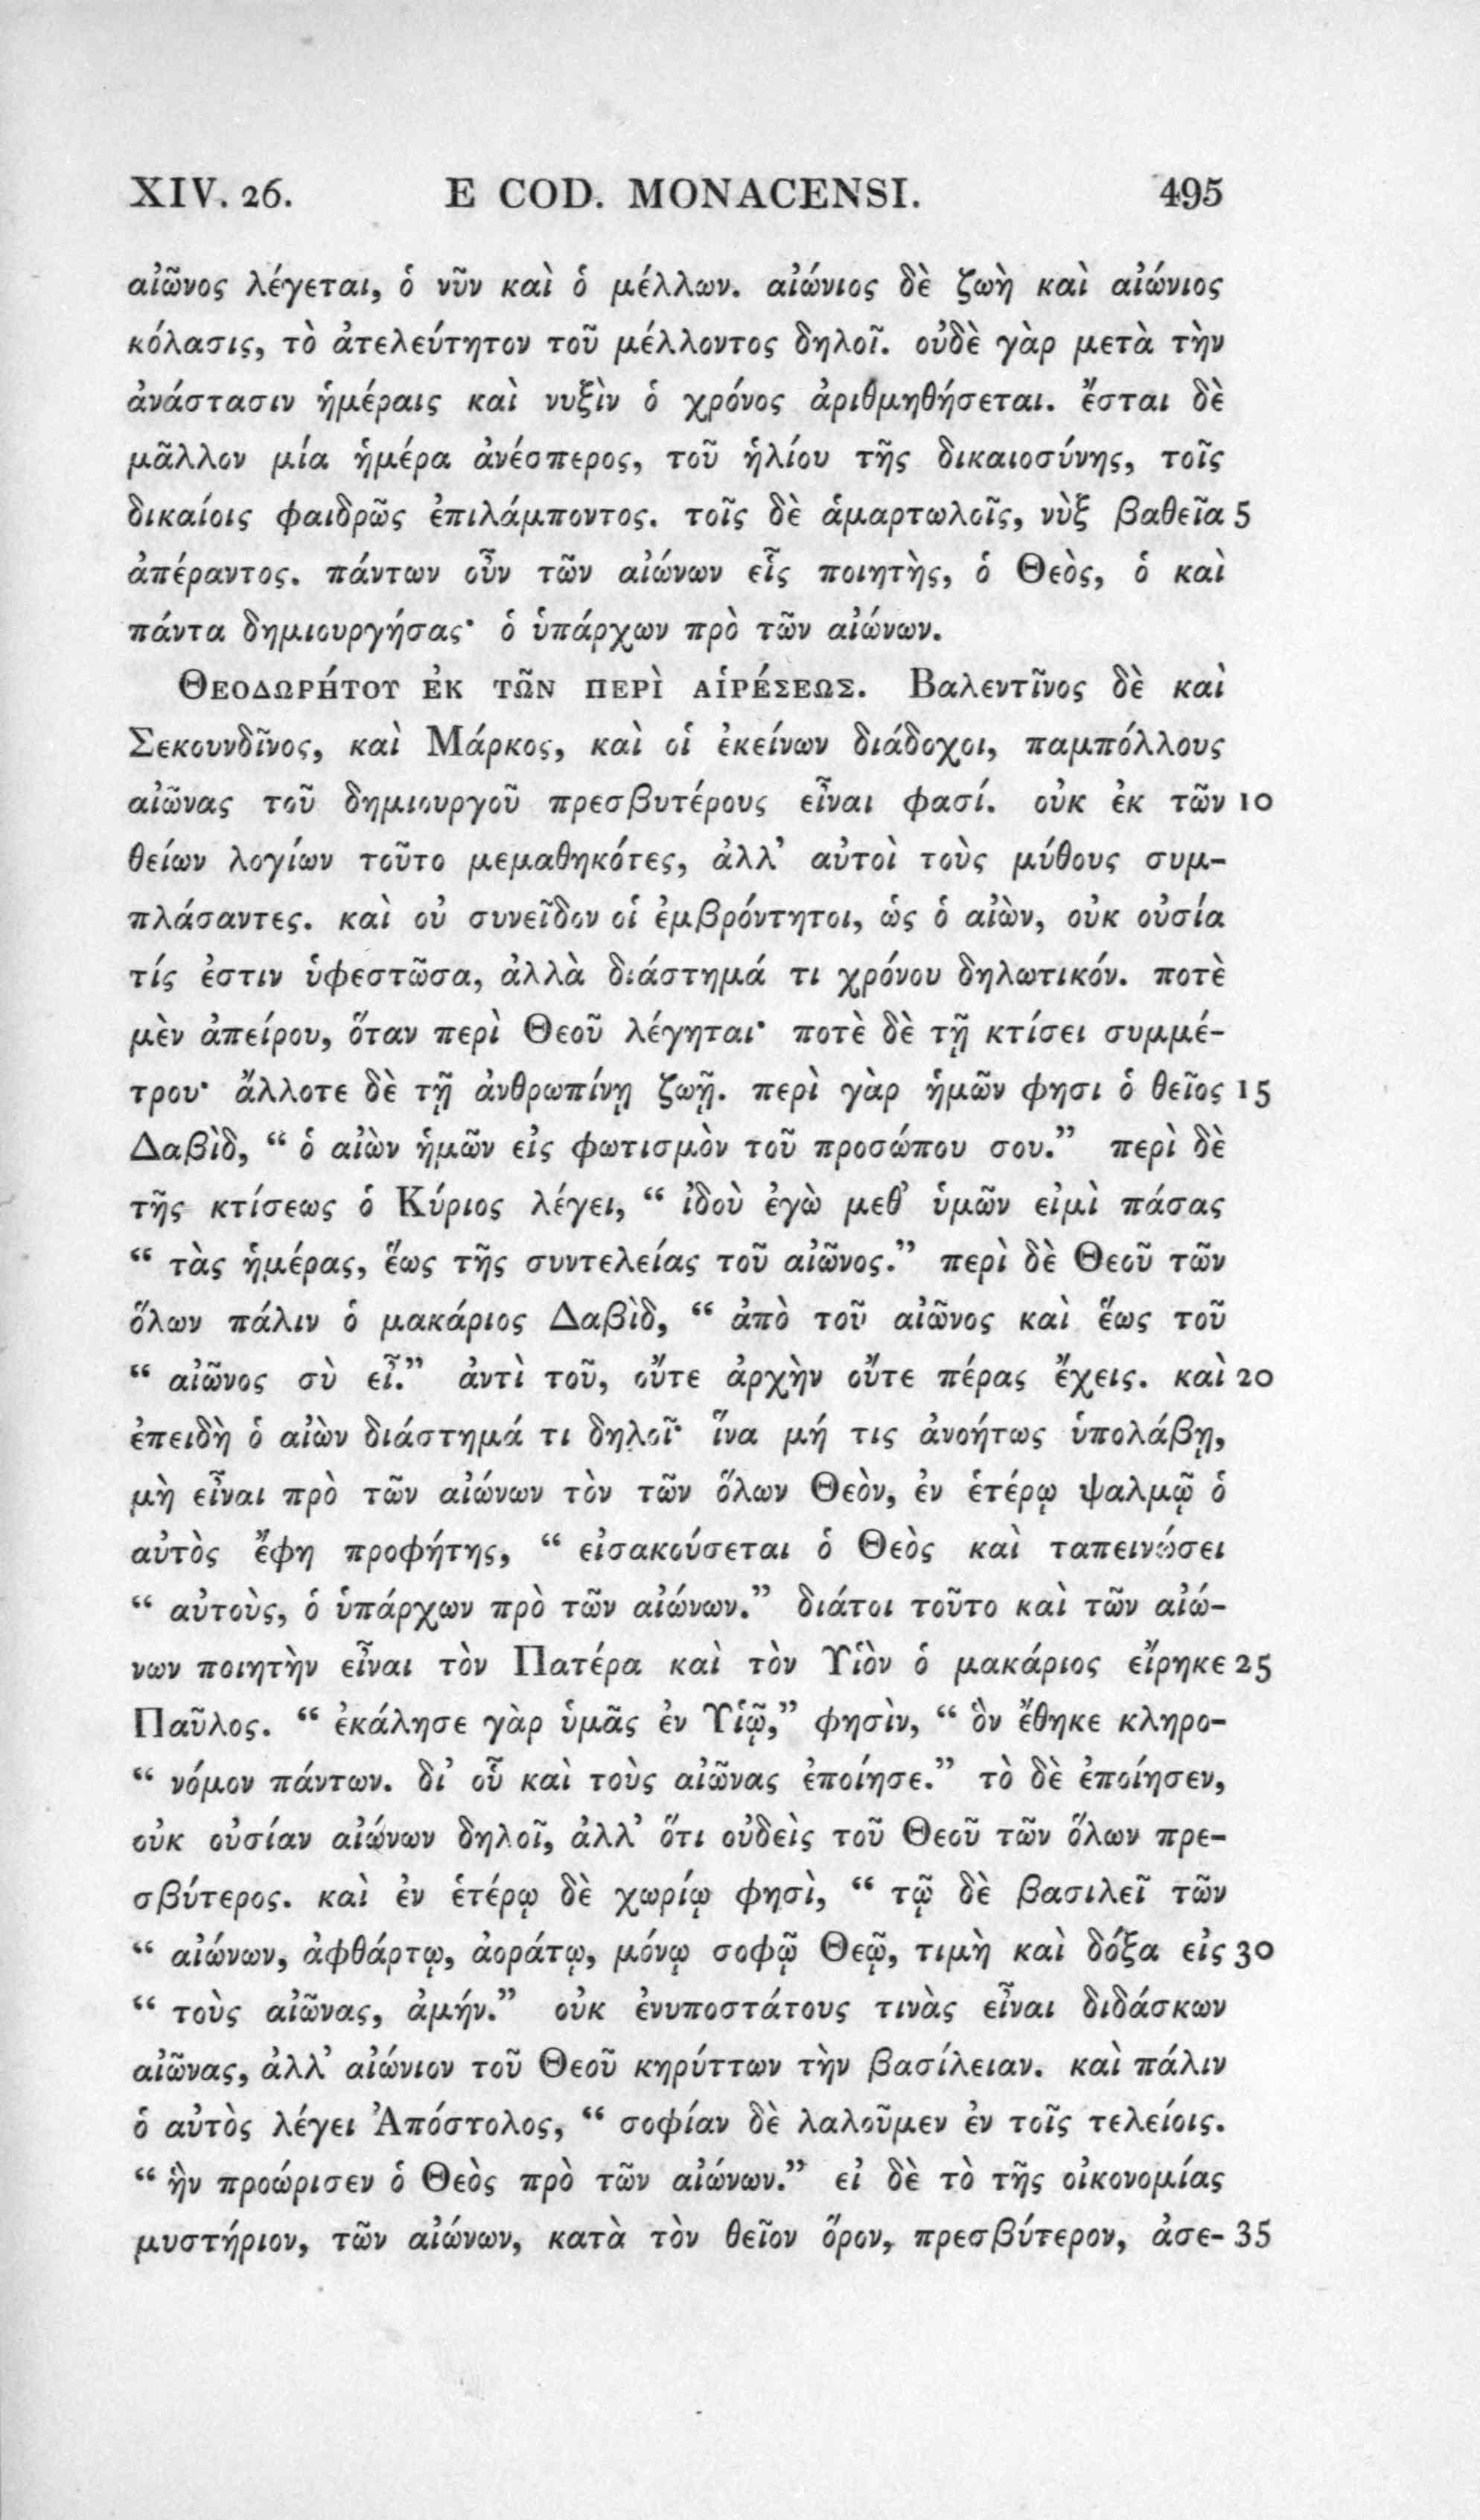 XIV. 26. E COD. MONACENSI. 495
αἰῶνος λέγεται, ὁ νῦν καὶ ὁ μέλλων. αἰώνιος δὲ ζωὴ καὶ αἰώνιος
κόλασις, τὸ ἀτελεύτητον τοῦ μέλλοντος δηλοῖ. οὐδὲ γὰρ μετὰ τὴν
ἀνάστασιν ἡμέραις καὶ νυξὶν ὁ χρόνος ἀριθμηθήσεται. ἔσται δὲ
μᾶλλον μία ἡμέρα ἀνέσπερος, τοῦ ἡλίου τῆς δικαιοσύνης, τοῖς
δικαίοις φαιδρῶς ἐπιλάμποντος. τοῖς δὲ ἁμαρτωλοῖς, νὺξ βαθεῖα 5
ἀπέραντος. πάντων οὖν τῶν αἰώνων εἷς ποιητὴς, ὁ Θεὸς, ὁ καὶ
πάντα δημιουργήσας· ὁ ὑπάρχων πρὸ τῶν αἰώνων.
ΘΕΟΔΩΡΉΤΟΥ ἘΚ ΤΩ͂Ν ΠΕΡῚ ΑἹΡΈΣΕΩΣ. Βαλεντῖνος δὲ καὶ
Σεκουνδῖνος, καὶ Μάρκος, καὶ οἱ ἐκείνων διάδοχοι, παμπόλλους
αἰῶνας τοῦ δημιουργοῦ πρεσβυτέρους εἶναι φασί. οὐκ ἐκ τῶν 10
θείων λογίων τοῦτο μεμαθηκότες, ἀλλ’ αὐτοὶ τοὺς μύθους συμ-
πλάσαντες. καὶ οὐ συνεῖδον οἱ ἐμβρόντητοι, ὡς ὁ αἰὼν, οὐκ οὐσία
τίς ἐστιν ὑφεστῶσα, ἀλλὰ διάστημά τι χρόνου δηλωτικόν. ποτὲ
μὲν ἀπείρου, ὅταν περὶ Θεοῦ λέγηται· ποτὲ δὲ τῇ κτίσει συμμέ-
τρου· ἄλλοτε δὲ τῇ ἀνθρωπίνῃ ζωῇ. περὶ γὰρ ἡμῶν φησι ὁ θεῖος 15
Δαβὶδ, “ ὁ αἰὼν ἡμῶν εἰς φωτισμὸν τοῦ προσώπου σου.” περὶ δὲ
τῆς κτίσεως ὁ Κύριος λέγει, “ ἰδοὺ ἐγὼ μεθ’ ὑμῶν εἰμὶ πάσας
“ τὰς ἡμέρας, ἕως τῆς συντελείας τοῦ αἰῶνος.” περὶ δὲ Θεοῦ τῶν
ὅλων πάλιν ὁ μακάριος Δαβὶδ, “ ἀπὸ τοῦ αἰῶνος καὶ ἕως τοῦ
“ αἰῶνος σὺ εἶ.” ἀντὶ τοῦ, οὔτε ἀρχὴν οὔτε πέρας ἔχεις. καὶ 20
ἐπειδὴ ὁ αἰὼν διάστημά τι δηλοῖ· ἵνα μή τις ἀνοήτως ὑπολάβῃ,
μὴ εἶναι πρὸ τῶν αἰώνων τὸν τῶν ὅλων Θεὸν, ἐν ἑτέρῳ ψαλμῷ ὁ
αὐτὸς ἔφη προφήτης, “ εἰσακούσεται ὁ Θεὸς καὶ ταπεινώσει
“ αὐτοὺς, ὁ ὑπάρχων πρὸ τῶν αἰώνων.” διάτοι τοῦτο καὶ τῶν αἰώ-
νων ποιητὴν εἶναι τὸν Πατέρα καὶ τὸν Υἱὸν ὁ μακάριος εἴρηκε 25
Παῦλος. “ ἐκάλησε γὰρ ὑμᾶς ἐν Υἱῷ,” φησὶν, “ ὃν ἔθηκε κληρο-
“ νόμον πάντων. δι’ οὗ καὶ τοὺς αἰῶνας ἐποίησε.” τὸ δὲ ἐποίησεν,
οὐκ οὐσίαν αἰώνων δηλοῖ, ἀλλ’ ὅτι οὐδεὶς τοῦ Θεοῦ τῶν ὅλων πρε-
σβύτερος. καὶ ἐν ἑτέρῳ δὲ χωρίῳ φησὶ, “ τῷ δὲ βασιλεῖ τῶν
“ αἰώνων, ἀφθάρτῳ, ἀοράτῳ, μόνῳ σοφῷ Θεῷ, τιμὴ καὶ δόξα εἰς 30
“ τοὺς αἰῶνας, ἀμήν.” οὐκ ἐνυποστάτους τινὰς εἶναι διδάσκων
αἰῶνας, ἀλλ’ αἰώνιον τοῦ Θεοῦ κηρύττων τὴν βασίλειαν. καὶ πάλιν
ὁ αὐτὸς λέγει Ἀπόστολος, “ σοφίαν δὲ λαλοῦμεν ἐν τοῖς τελείοις.
“ ἣν προώρισεν ὁ Θεὸς πρὸ τῶν αἰώνων.” εἰ δὲ τὸ τῆς οἰκονομίας
μυστήριον, τῶν αἰώνων, κατὰ τὸν θεῖον ὅρον, πρεσβύτερον, ἀσε- 35